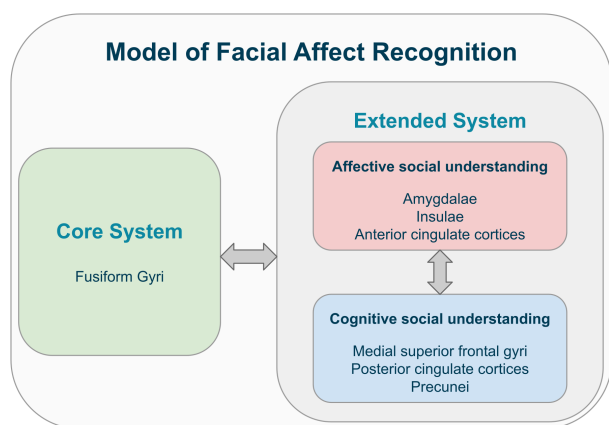 Model of Facial Affect Recognition
Core System
Fusiform Gyri
Extended System
Affective social understanding
Amygdalae
Insulae
Anterior cingulate cortices
Cognitive social understanding
Medial superior frontal gyri
Posterior cingulate cortices
Precunei